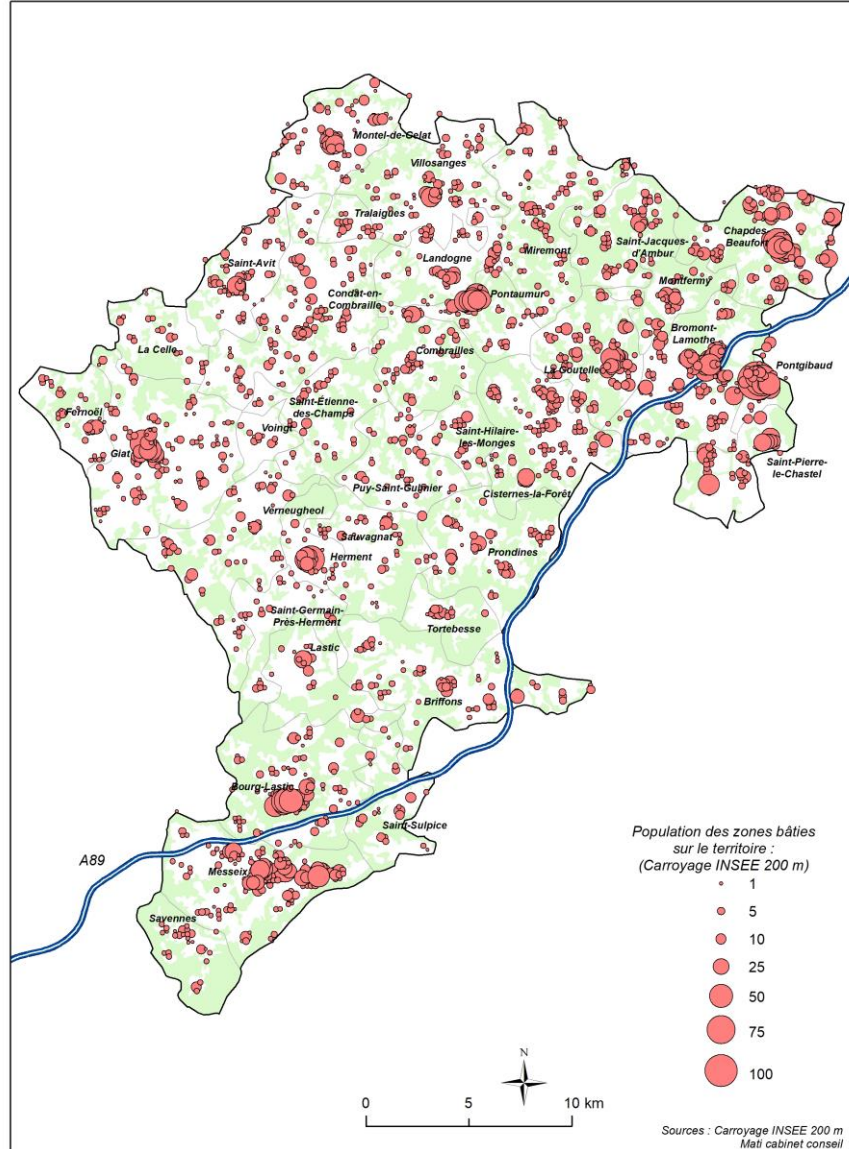 Montel-de-Gelat
Villosanges
Tralaigues
Chapdes-
Beaufort
Saint-Jacques-
d'Ambur
Miremont
Landogne
Saint-Avit
Montfermy
Condat-en-
Combraille
Pontaumur
Bromont-
Lamothe
La Celle
Combrailles
La Goutelle
Pontgibaud
Saint-Étienne-
des-Champs
Fernoël
Voingt
Saint-Hilaire-
les-Monges
Giat
Saint-Pierre-
le-Chastel
Puy-Saint-Gulmier
Cisternes-la-Forêt
Verneugheol
Sauvagnat
Herment
Prondines
Saint-Germain-
Près-Herment
Tortebesse
Lastic
Briffons
Bourg-Lastic
Saint-Sulpice
A89
Messeix
Savennes
Population des zones bâties
sur le territoire :
(Carroyage INSEE 200 m)
1
5
10
25
50
75
100
N
0 5 10 km
Sources : Carroyage INSEE 200 m
Mati cabinet conseil